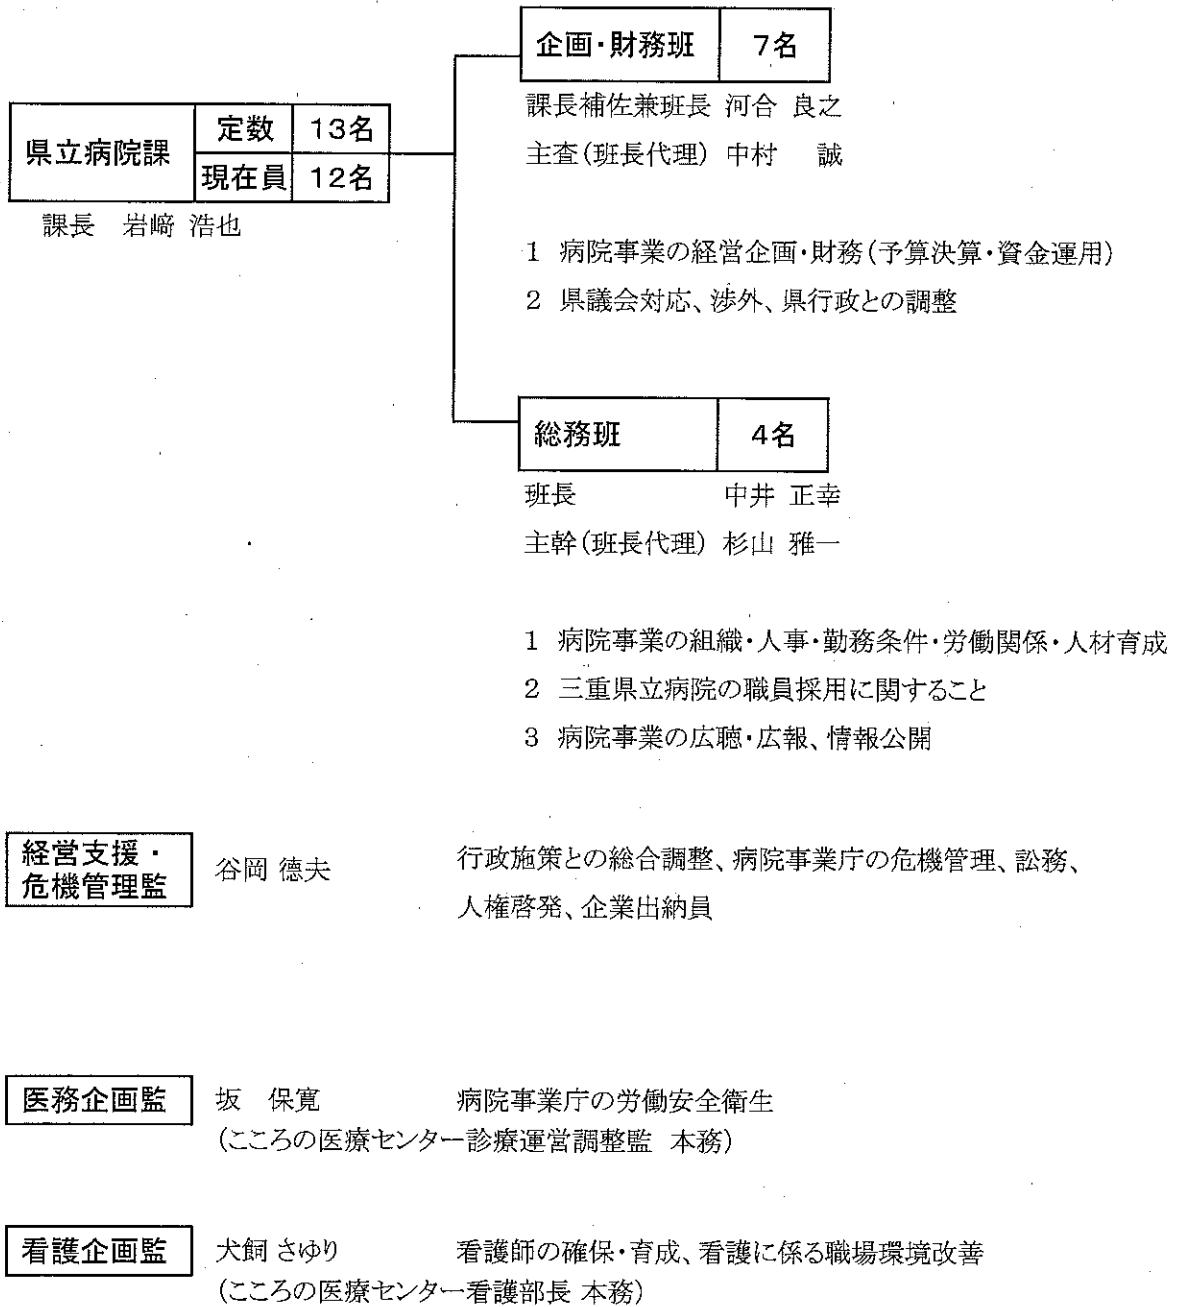 企画・財務班 7名
課長補佐兼班長 河合 良之
主査(班長代理) 中村 誠
県立病院課 定数 13名
現在員 12名
課長 岩﨑 浩也
1 病院事業の経営企画・財務(予算決算・資金運用)
2 県議会対応、渉外、県行政との調整
総務班 4名
班長 中井 正幸
主幹(班長代理) 杉山 雅一
1 病院事業の組織・人事・勤務条件・労働関係・人材育成
2 三重県立病院の職員採用に関すること
3 病院事業の広聴・広報、情報公開
経営支援・
危機管理監
谷岡 德夫
行政施策との総合調整、病院事業庁の危機管理、訟務、
人権啓発、企業出納員
医務企画監 坂 保寛 病院事業庁の労働安全衛生
(こころの医療センター診療運営調整監 本務)
看護企画監 犬飼 さゆり 看護師の確保・育成、看護に係る職場環境改善
(こころの医療センター看護部長 本務)